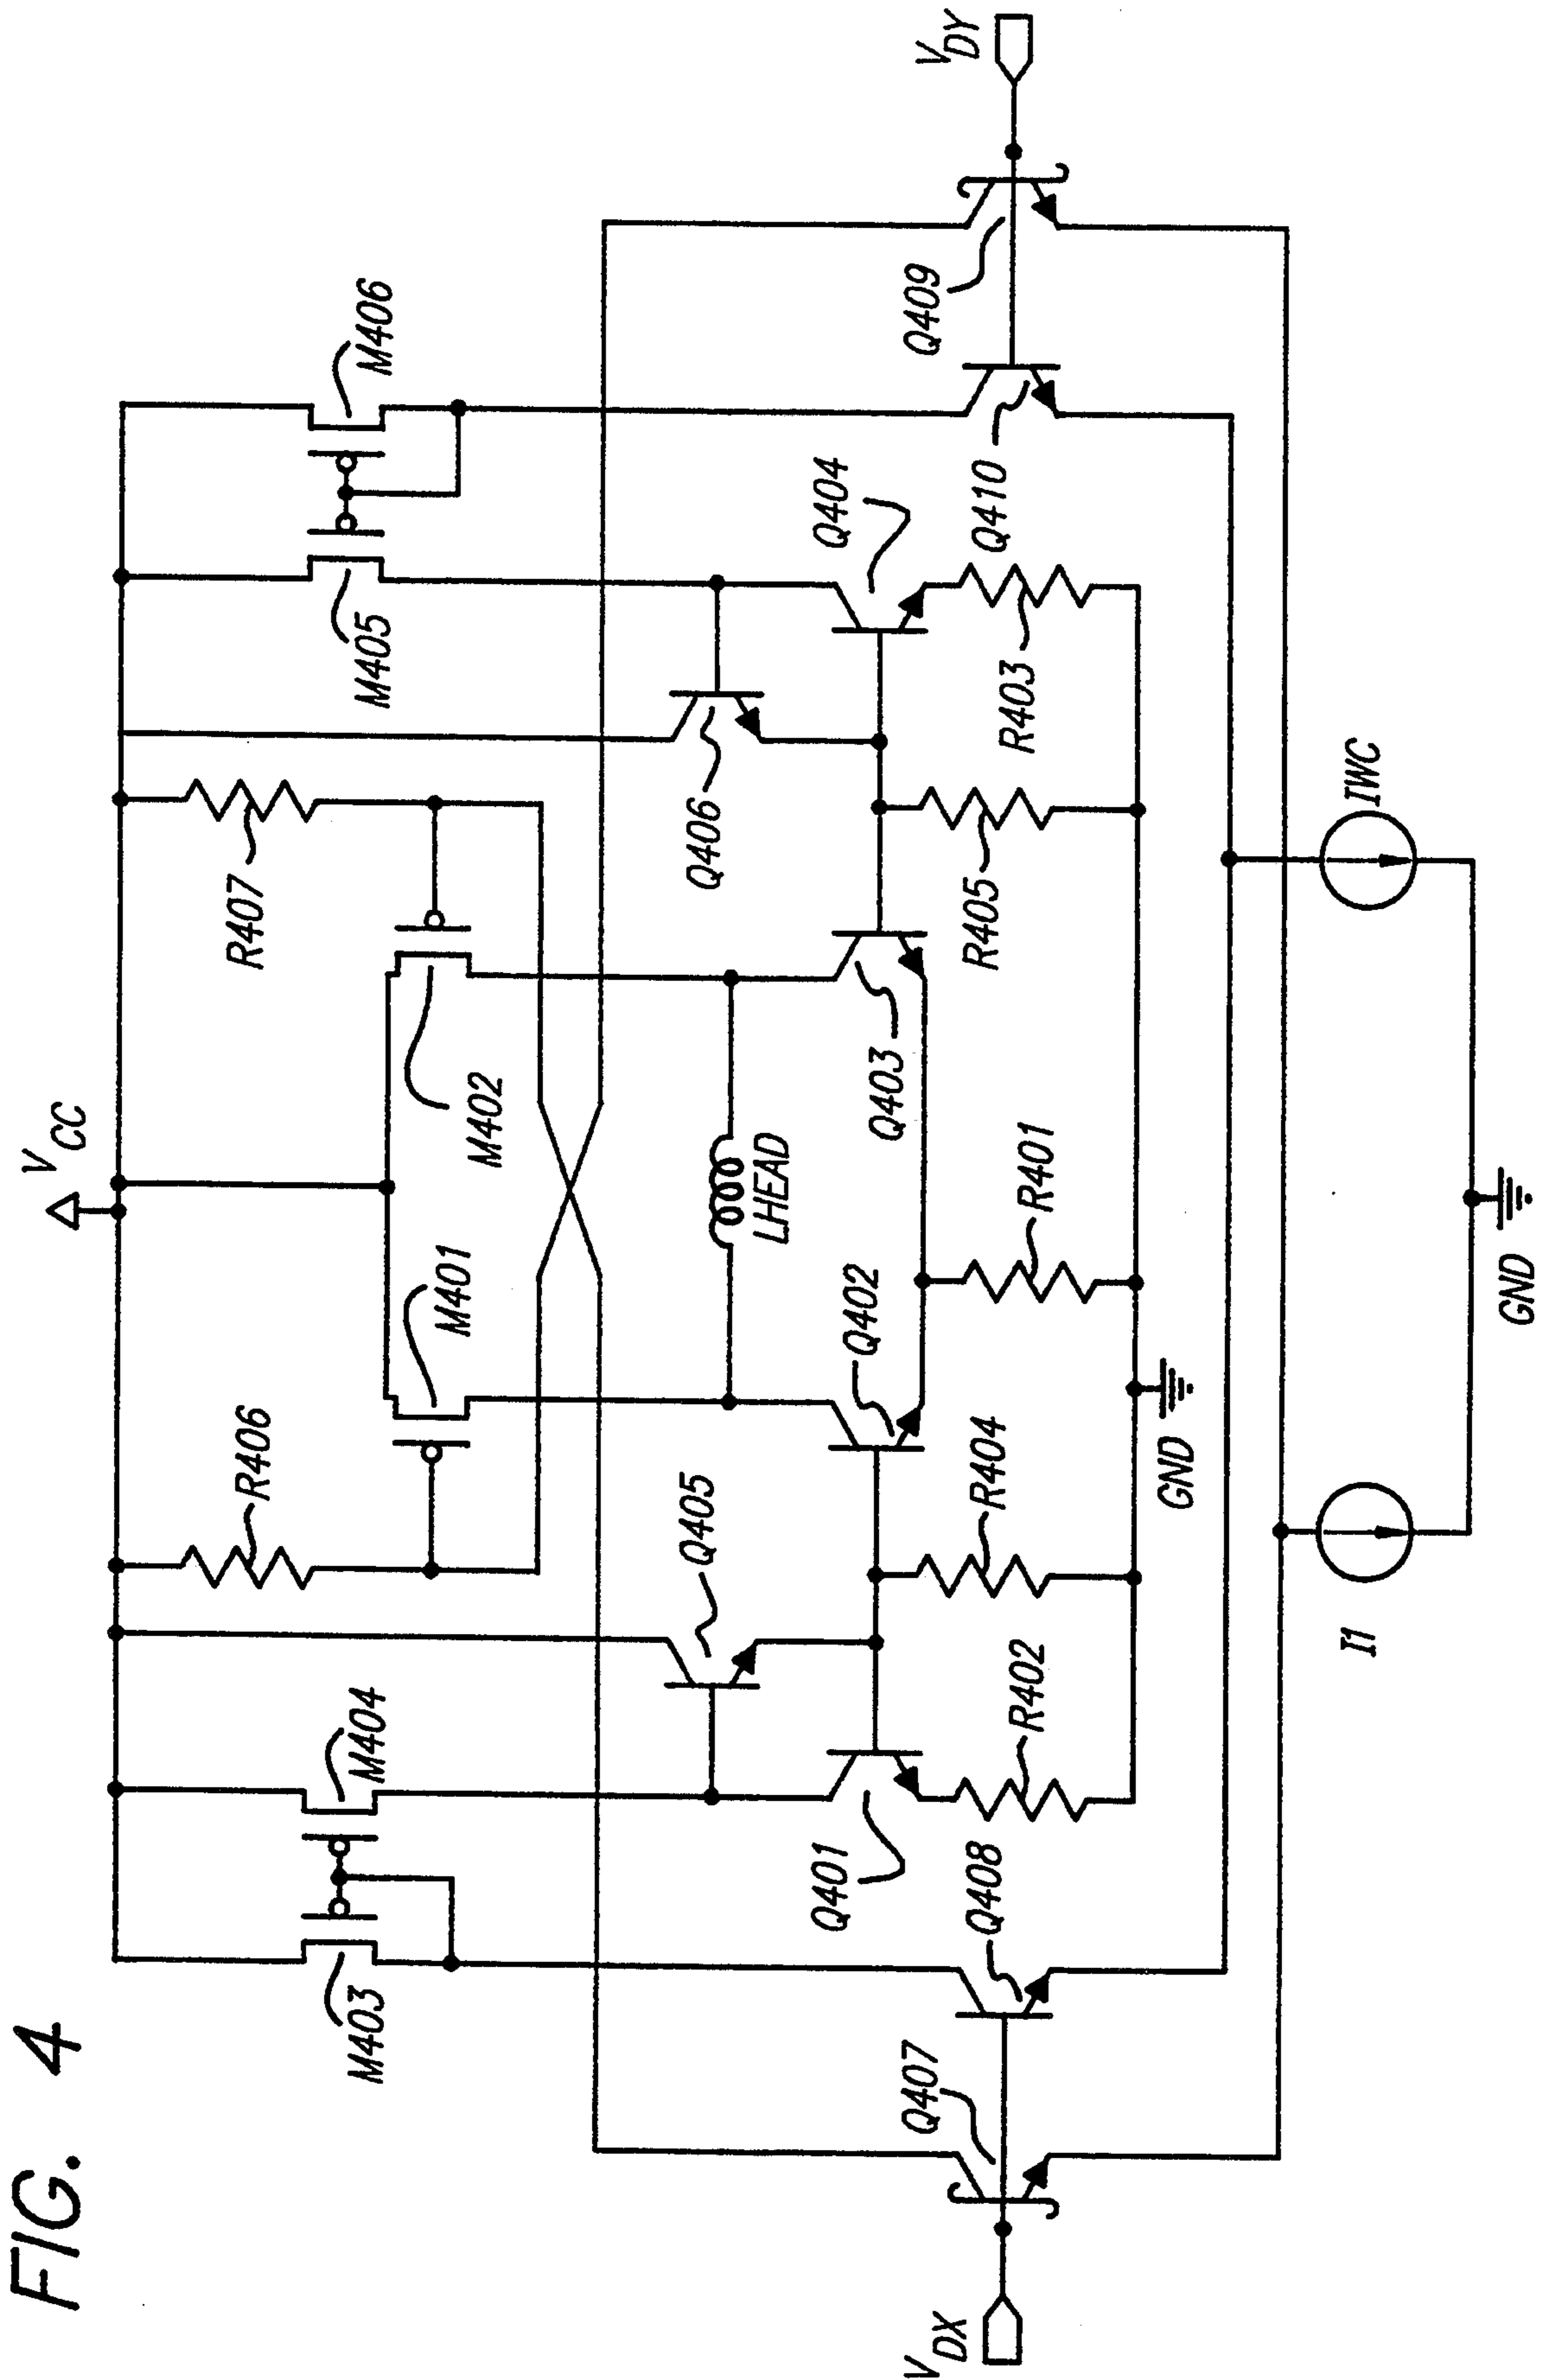 FIG. 4
VCC
M403
M404
R406
M401
M402
R407
M405
M406
Q405
LHEAD
Q406
Q401
Q402
Q403
Q404
Q407
Q408
R402
R404
R401
R405
R403
Q410
Q409
VDX
VDY
GND
I1
IWC
GND